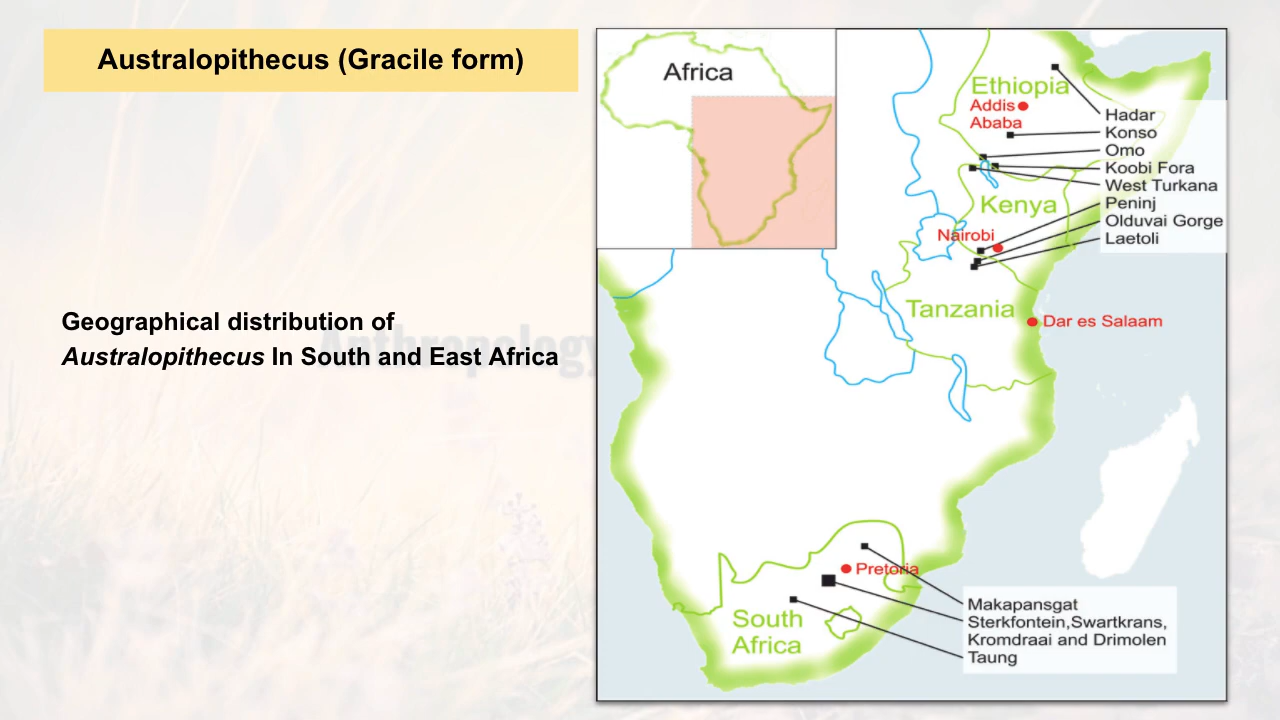 Australopithecus (Gracile form)
Geographical distribution of
Australopithecus In South and East Africa
Anthropology
Africa
Ethiopia
Addis
Ababa
Hadar
Konso
Omo
Koobi Fora
West Turkana
Peninj
Olduvai Gorge
Laetoli
Kenya
Nairobi
Tanzania
Dar es Salaam
Pretoria
South
Africa
Makapansgat
Sterkfontein,Swartkrans,
Kromdraai and Drimolen
Taung